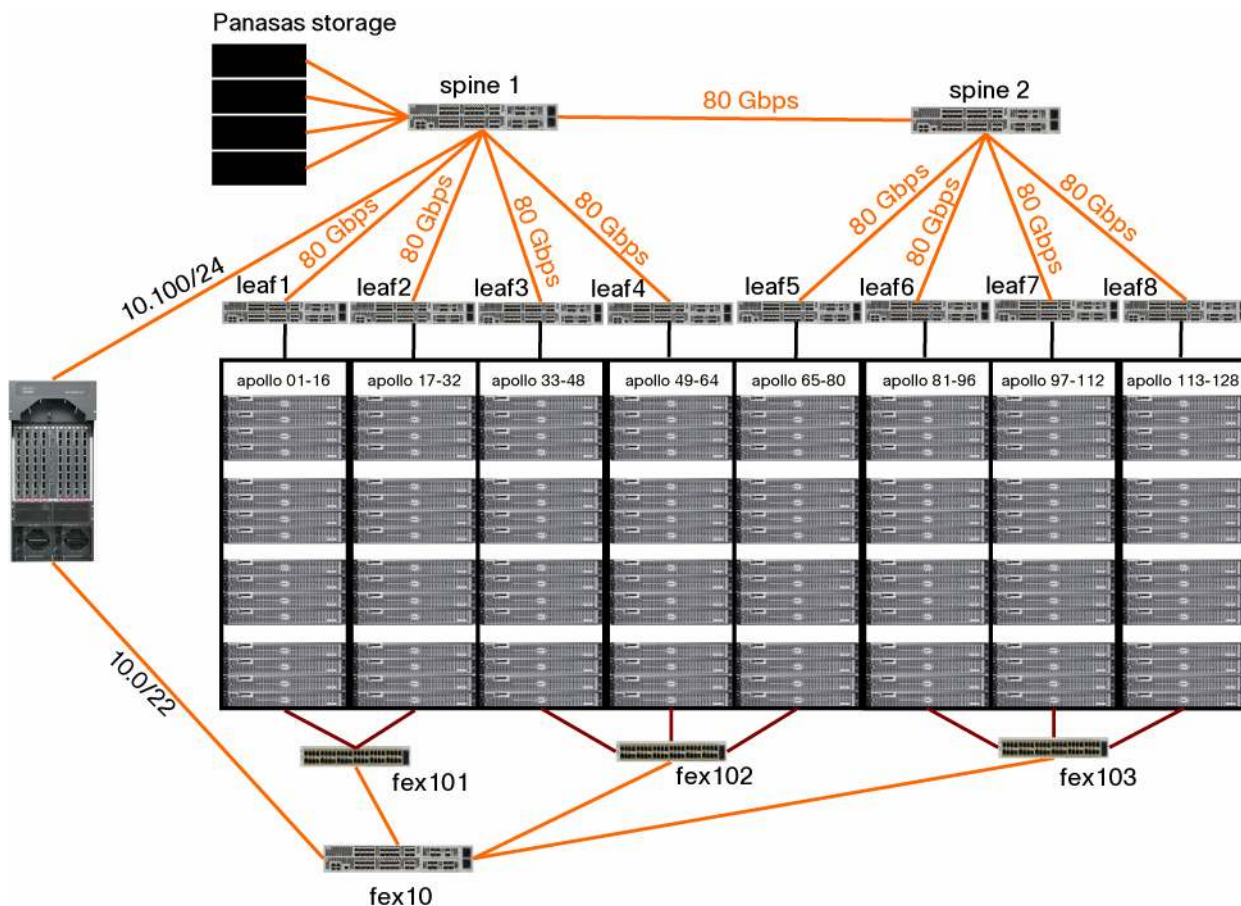 Panasas storage
spine 1
80 Gbps
spine 2
10.100/24
80 Gbps
80 Gbps
80 Gbps
80 Gbps
80 Gbps
80 Gbps
80 Gbps
80 Gbps
leaf1
leaf2
leaf3
leaf4
leaf5
leaf6
leaf7
leaf8
apollo 01-16
apollo 17-32
apollo 33-48
apollo 49-64
apollo 65-80
apollo 81-96
apollo 97-112
apollo 113-128
10.0/22
fex101
fex102
fex103
fex10